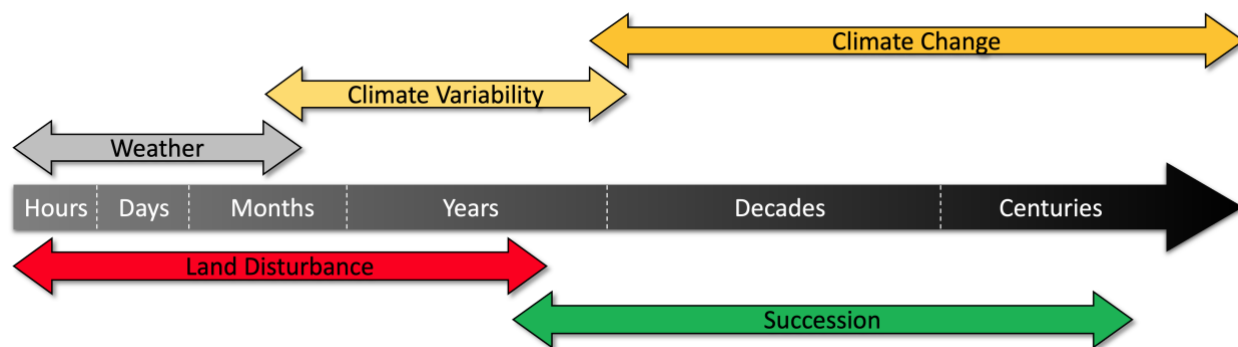 Climate Change
Climate Variability
Weather
Hours Days Months Years Decades Centuries
Land Disturbance
Succession